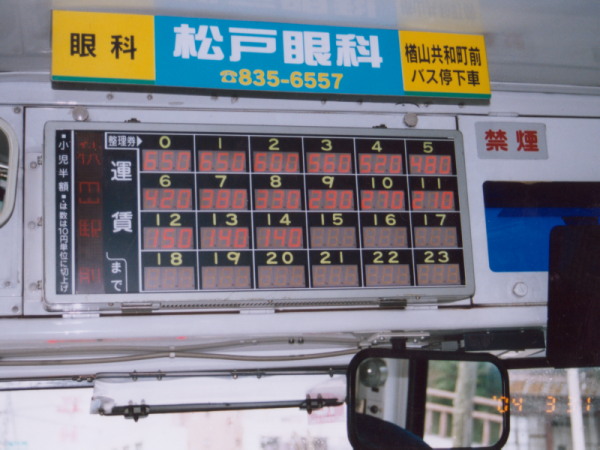 眼科
松戸眼科
☎835-6557
楢山共和町前
バス停下車
禁煙
■小児半額
■は数は10円単位に切上げ
整理券▶
運賃
まで
0 1 2 3 4 5
650 650 600 560 520 480
6 7 8 9 10 11
420 380 330 290 270 210
12 13 14 15 16 17
150 140 140
18 19 20 21 22 23
'04 3